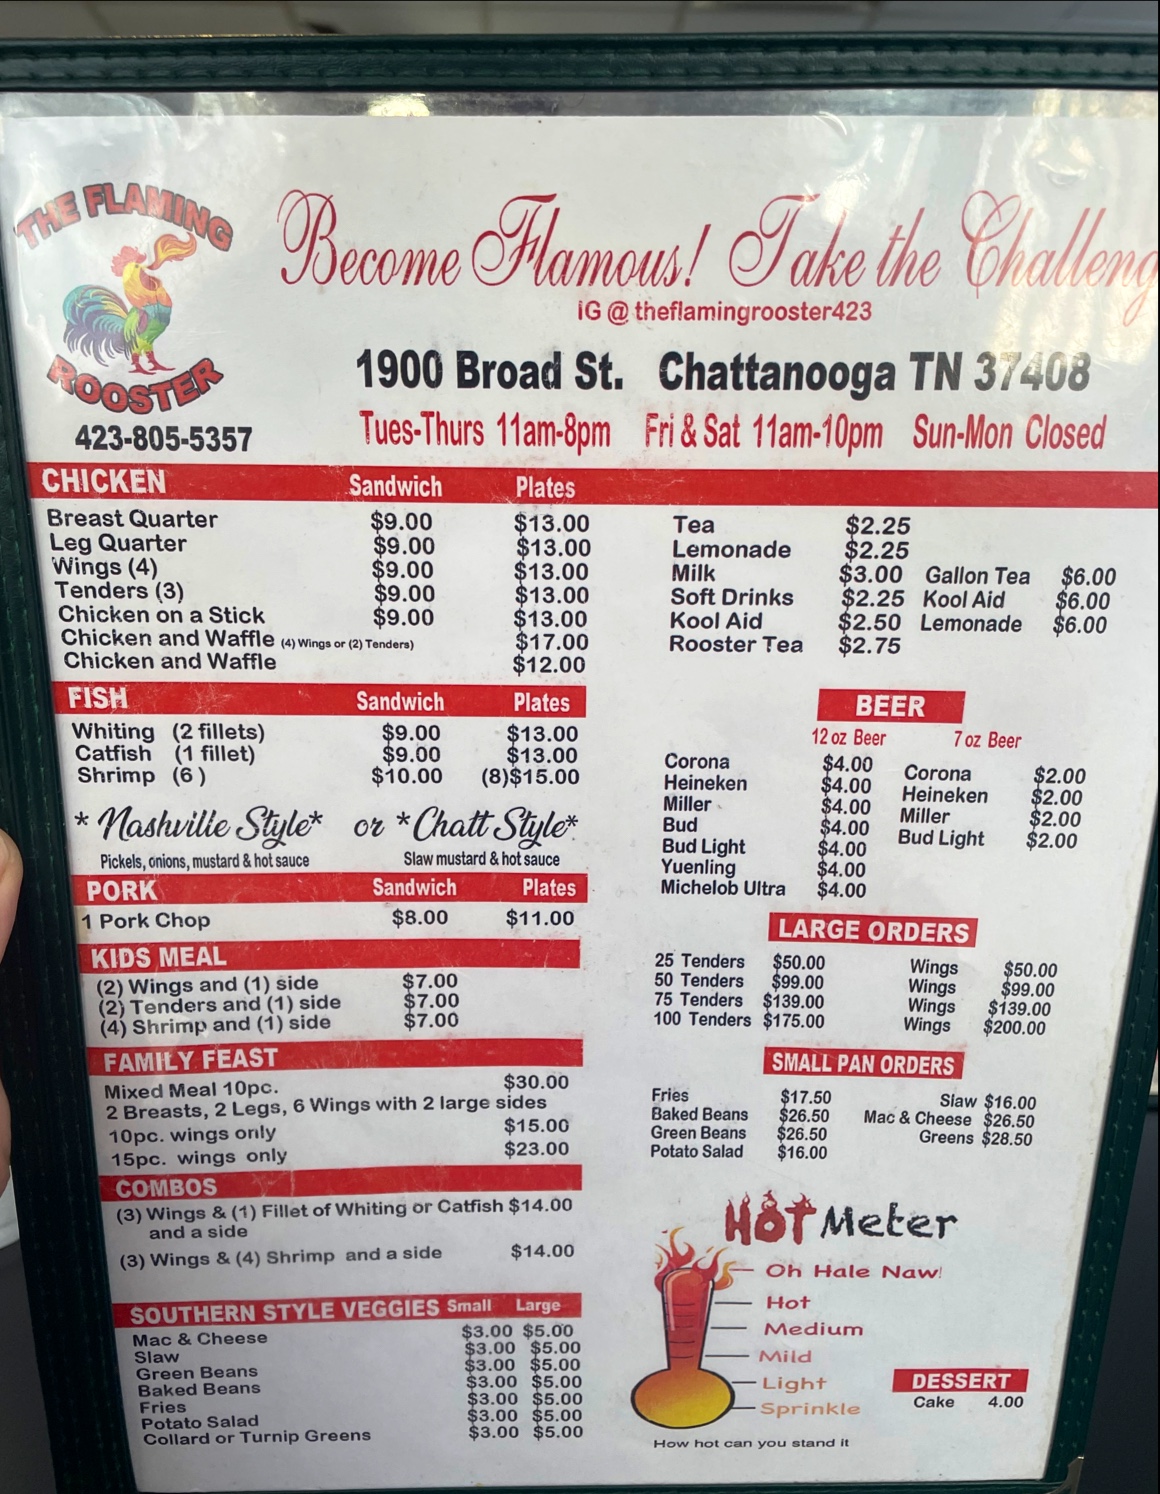 THE FLAMING
ROOSTER
423-805-5357
Become Flamous! Take the Challeng
IG @ theflamingrooster423
1900 Broad St. Chattanooga TN 37408
Tues-Thurs 11am-8pm Fri & Sat 11am-10pm Sun-Mon Closed
CHICKEN Sandwich Plates
Breast Quarter $9.00 $13.00
Leg Quarter $9.00 $13.00
Wings (4) $9.00 $13.00
Tenders (3) $9.00 $13.00
Chicken on a Stick $9.00 $13.00
Chicken and Waffle (4) Wings or (2) Tenders) $17.00
Chicken and Waffle $12.00
FISH Sandwich Plates
Whiting (2 fillets) $9.00 $13.00
Catfish (1 fillet) $9.00 $13.00
Shrimp (6 ) $10.00 (8)$15.00
* Nashville Style* or *Chatt Style*
Pickels, onions, mustard & hot sauce Slaw mustard & hot sauce
PORK Sandwich Plates
1 Pork Chop $8.00 $11.00
KIDS MEAL
(2) Wings and (1) side $7.00
(2) Tenders and (1) side $7.00
(4) Shrimp and (1) side $7.00
FAMILY FEAST
Mixed Meal 10pc. $30.00
2 Breasts, 2 Legs, 6 Wings with 2 large sides
10pc. wings only $15.00
15pc. wings only $23.00
COMBOS
(3) Wings & (1) Fillet of Whiting or Catfish $14.00
and a side
(3) Wings & (4) Shrimp and a side $14.00
SOUTHERN STYLE VEGGIES Small Large
Mac & Cheese $3.00 $5.00
Slaw $3.00 $5.00
Green Beans $3.00 $5.00
Baked Beans $3.00 $5.00
Fries $3.00 $5.00
Potato Salad $3.00 $5.00
Collard or Turnip Greens $3.00 $5.00
Tea $2.25
Lemonade $2.25
Milk $3.00 Gallon Tea $6.00
Soft Drinks $2.25 Kool Aid $6.00
Kool Aid $2.50 Lemonade $6.00
Rooster Tea $2.75
BEER
12 oz Beer 7 oz Beer
Corona $4.00 Corona $2.00
Heineken $4.00 Heineken $2.00
Miller $4.00 Miller $2.00
Bud $4.00 Bud Light $2.00
Bud Light $4.00
Yuenling $4.00
Michelob Ultra $4.00
LARGE ORDERS
25 Tenders $50.00 Wings $50.00
50 Tenders $99.00 Wings $99.00
75 Tenders $139.00 Wings $139.00
100 Tenders $175.00 Wings $200.00
SMALL PAN ORDERS
Fries $17.50 Slaw $16.00
Baked Beans $26.50 Mac & Cheese $26.50
Green Beans $26.50 Greens $28.50
Potato Salad $16.00
HOT Meter
Oh Hale Naw!
Hot
Medium
Mild
Light
Sprinkle
How hot can you stand it
DESSERT
Cake 4.00